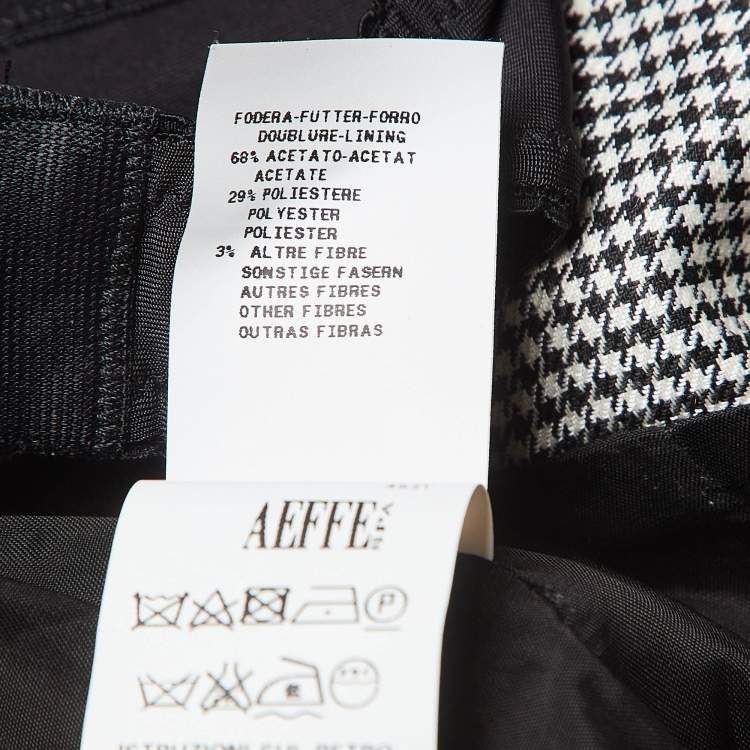 FODERA-FUTTER-FORRO
DOUBLURE-LINING
68% ACETATO-ACETAT
ACETATE
29% POLIESTERE
POLYESTER
POLIESTER
3% ALTRE FIBRE
SONSTIGE FASERN
AUTRES FIBRES
OTHER FIBRES
OUTRAS FIBRAS
AEFFE
SPA
P